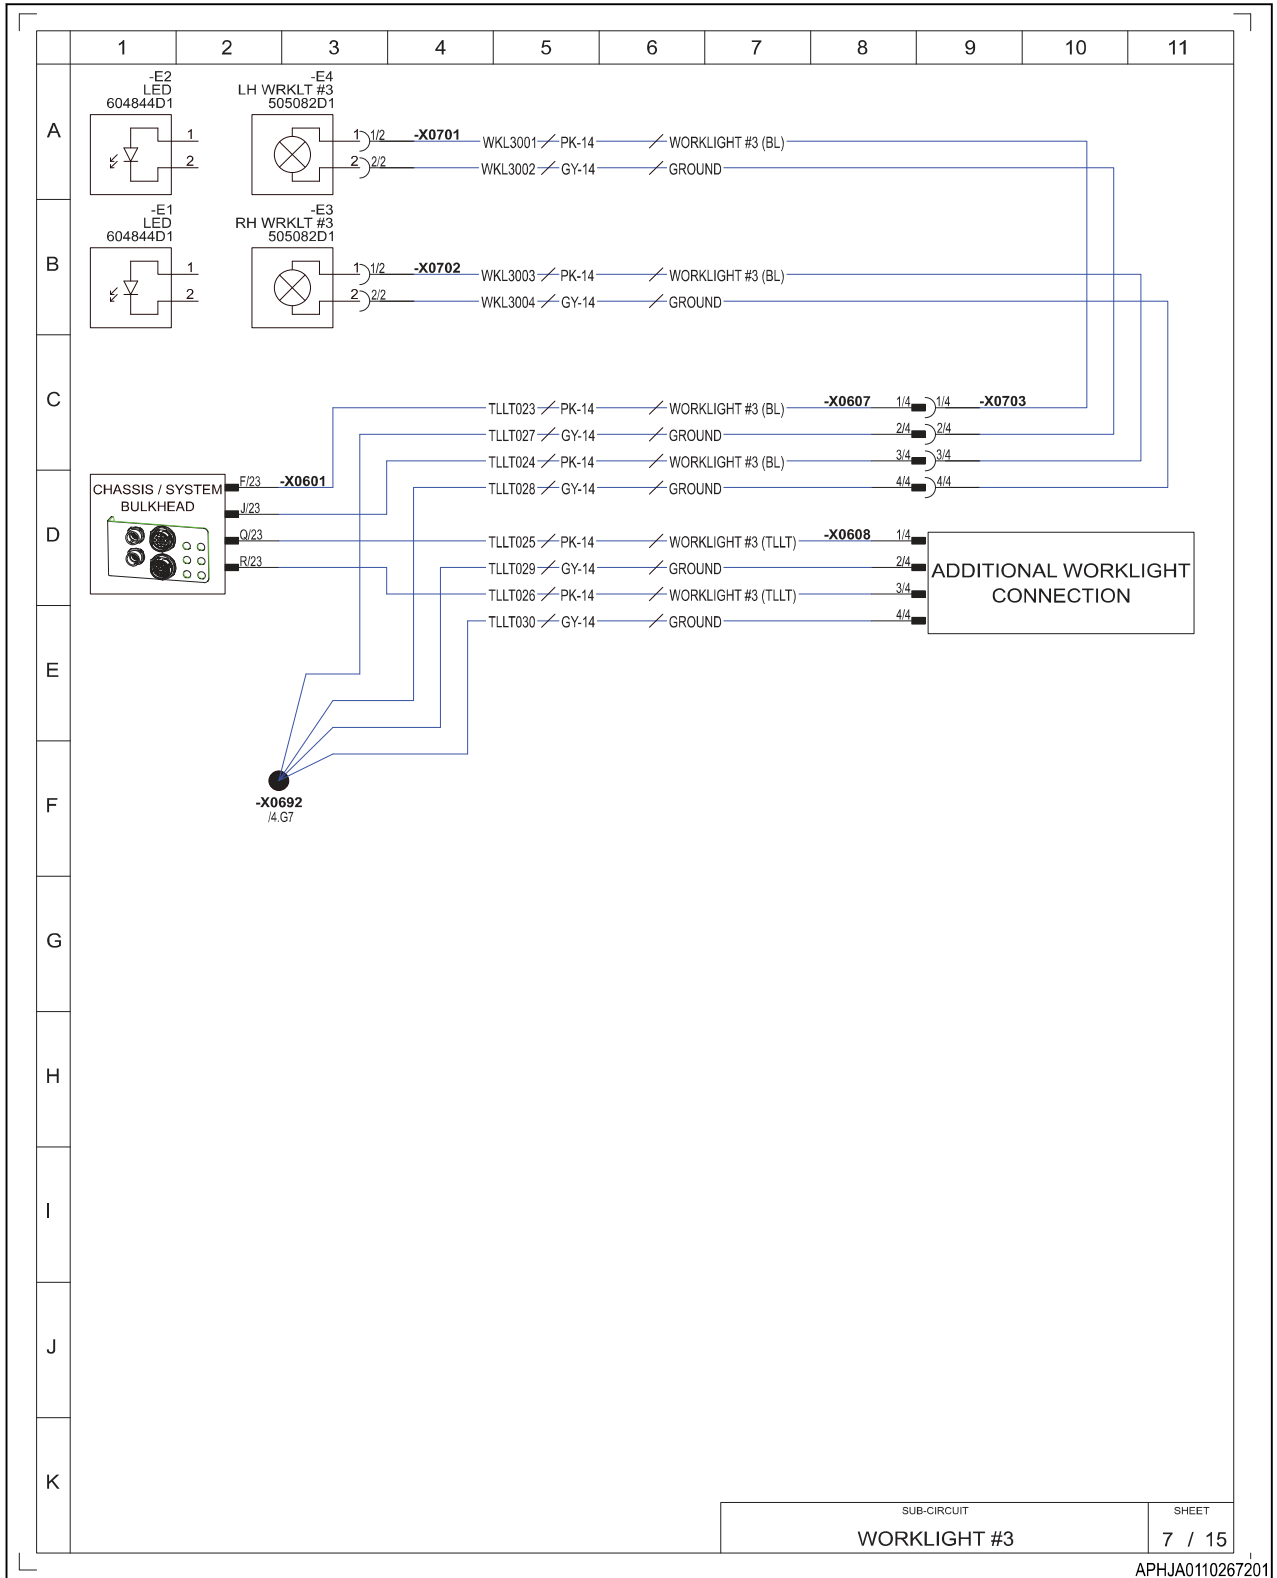 1 2 3 4 5 6 7 8 9 10 11
A
-E2
LED
604844D1
1
2
-E4
LH WRKLT #3
505082D1
1 1/2 -X0701 WKL3001 PK-14 WORKLIGHT #3 (BL)
2 2/2 WKL3002 GY-14 GROUND
B
-E1
LED
604844D1
1
2
-E3
RH WRKLT #3
505082D1
1 1/2 -X0702 WKL3003 PK-14 WORKLIGHT #3 (BL)
2 2/2 WKL3004 GY-14 GROUND
C
TLLT023 PK-14 WORKLIGHT #3 (BL) -X0607 1/4 1/4 -X0703
TLLT027 GY-14 GROUND 2/4 2/4
TLLT024 PK-14 WORKLIGHT #3 (BL) 3/4 3/4
TLLT028 GY-14 GROUND 4/4 4/4
D
CHASSIS / SYSTEM
BULKHEAD
F/23 -X0601
J/23
Q/23
R/23
TLLT025 PK-14 WORKLIGHT #3 (TLLT) -X0608 1/4
TLLT029 GY-14 GROUND 2/4
TLLT026 PK-14 WORKLIGHT #3 (TLLT) 3/4
TLLT030 GY-14 GROUND 4/4
ADDITIONAL WORKLIGHT
CONNECTION
E
F
-X0692
/4.G7
G
H
I
J
K
SUB-CIRCUIT
WORKLIGHT #3
SHEET
7 / 15
APHJA0110267201